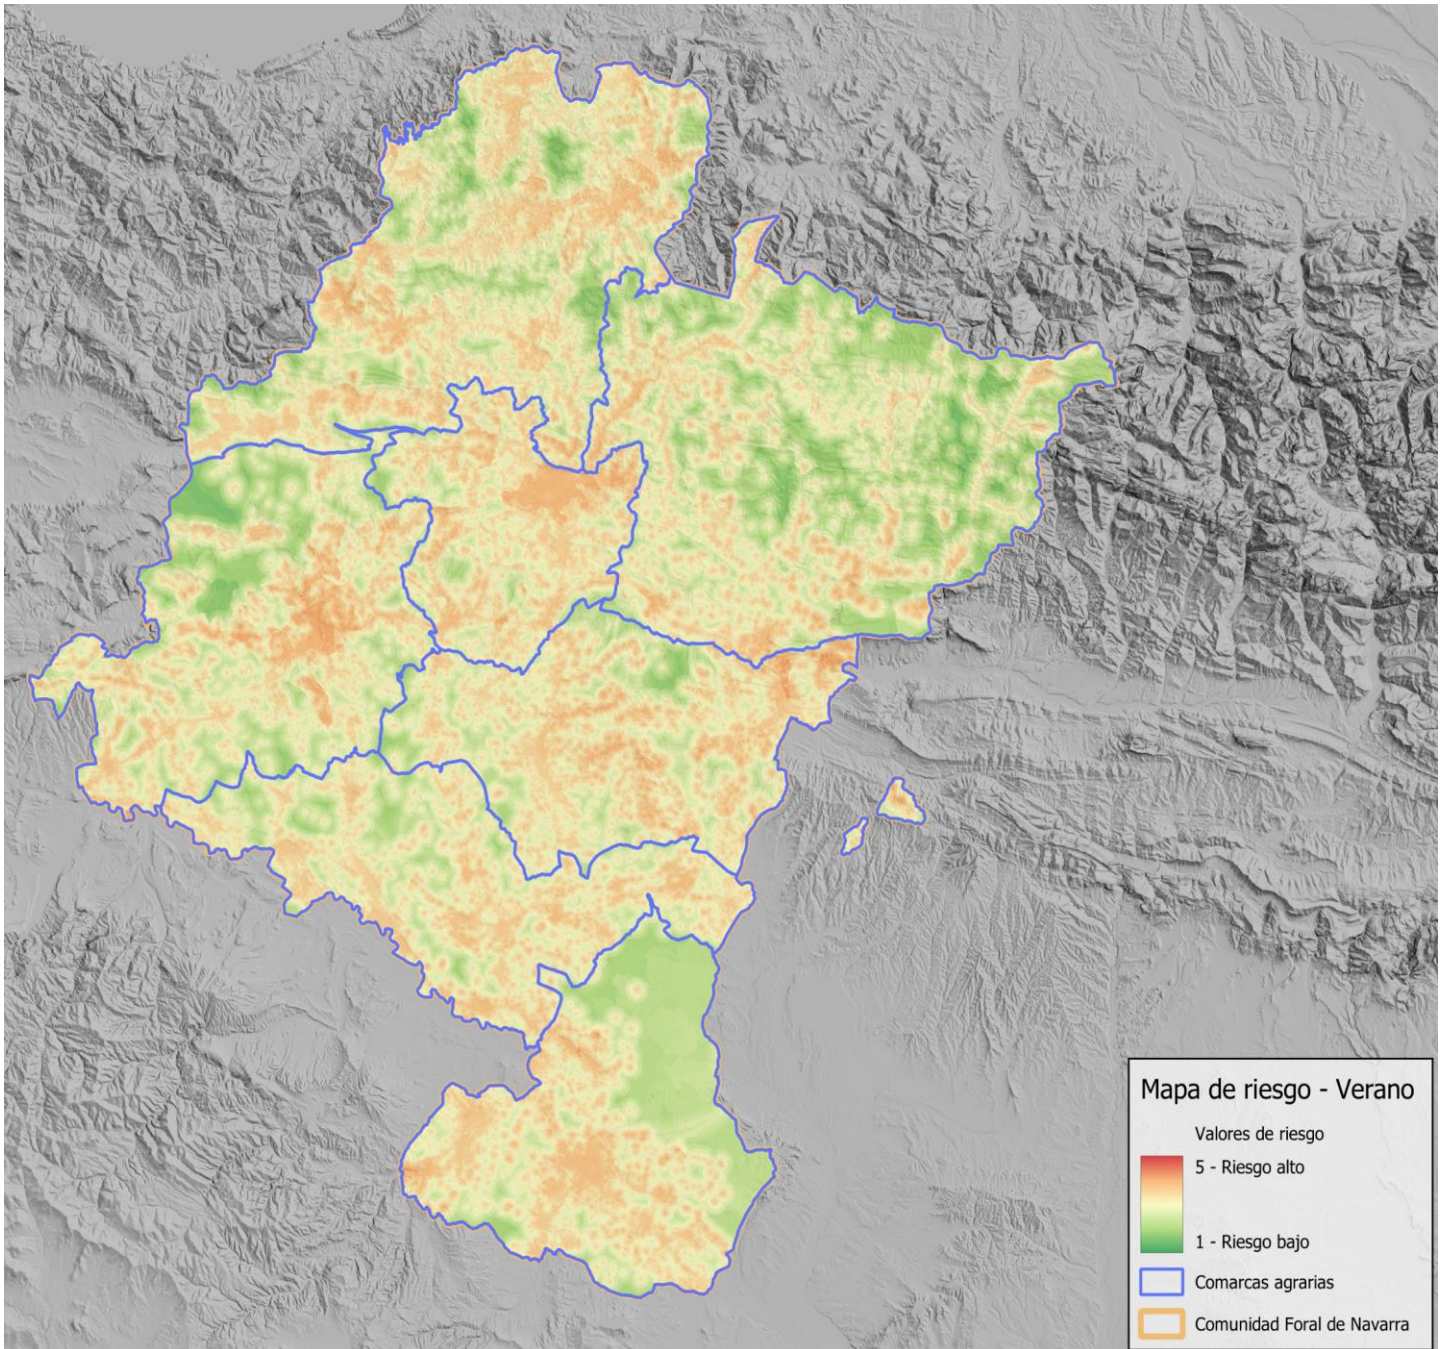 Mapa de riesgo - Verano
Valores de riesgo
5 - Riesgo alto
1 - Riesgo bajo
Comarcas agrarias
Comunidad Foral de Navarra